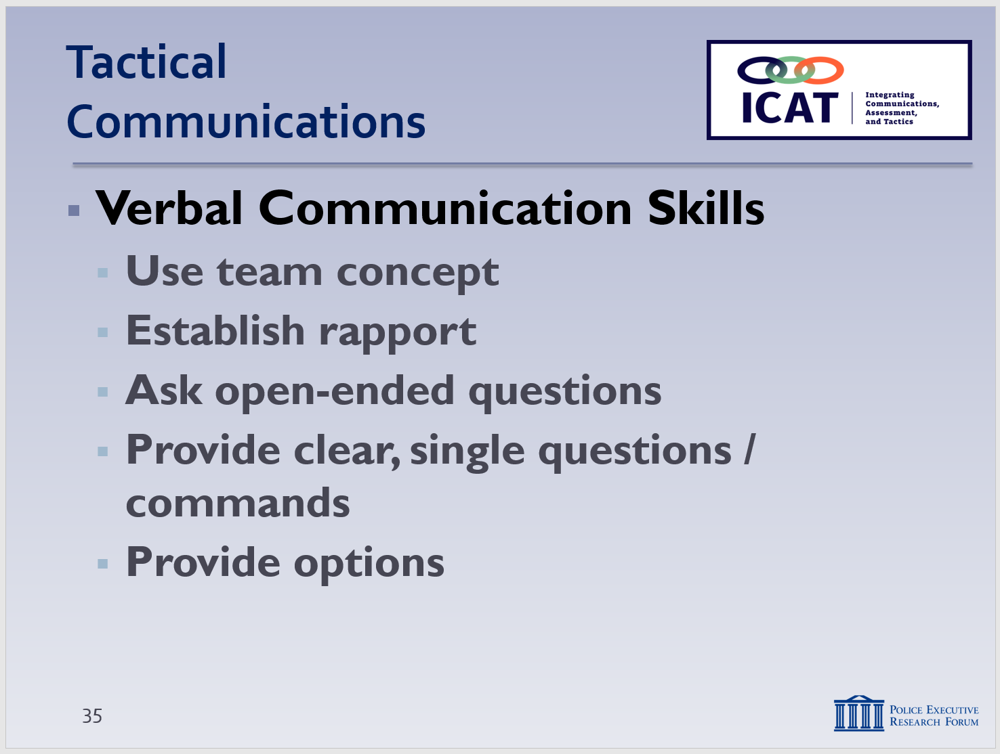 Tactical
Communications
ICAT
Integrating
Communications,
Assessment,
and Tactics
Verbal Communication Skills
Use team concept
Establish rapport
Ask open-ended questions
Provide clear, single questions /
commands
Provide options
35
POLICE EXECUTIVE
RESEARCH FORUM